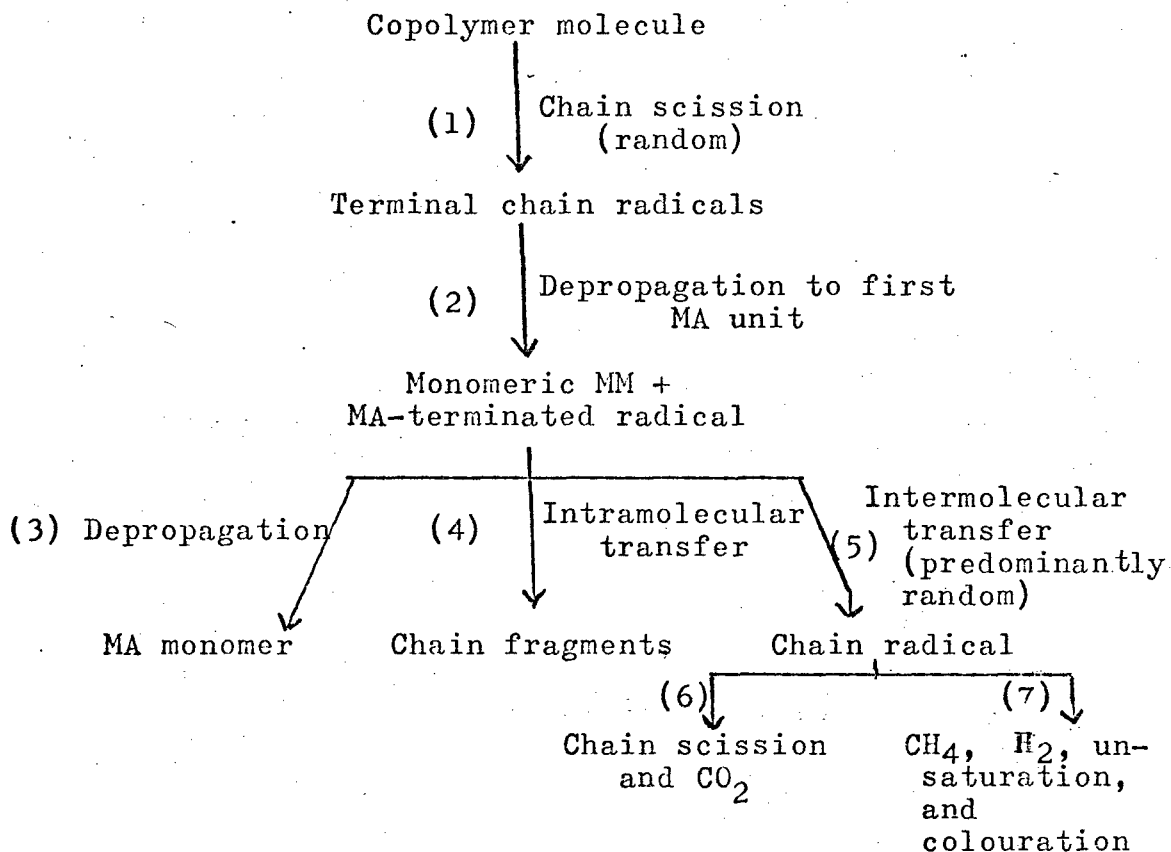 Copolymer molecule
(1)
Chain scission
(random)
Terminal chain radicals
(2)
Depropagation to first
MA unit
Monomeric MM +
MA-terminated radical
(3) Depropagation
(4)
Intramolecular
transfer
(5)
Intermolecular
transfer
(predominantly
random)
MA monomer
Chain fragments
Chain radical
(6)
(7)
Chain scission
and CO2
CH4, H2, un-
saturation,
and
colouration